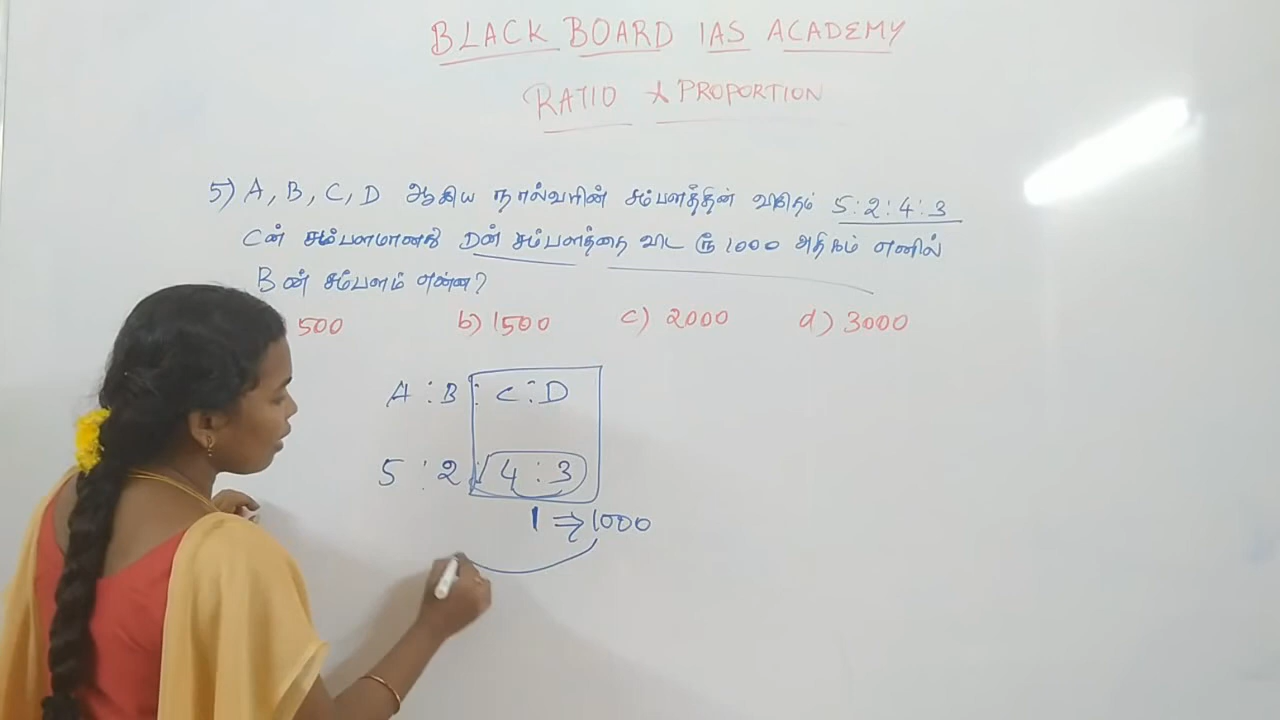 BLACK BOARD IAS ACADEMY
RATIO & PROPORTION
5) A, B, C, D ஆகிய நால்வரின் சம்பளத்தின் விகிதம் 5:2:4:3
Cன் சம்பளமானது Dன் சம்பளத்தை விட ரூ 1000 அதிகம் எனில்
B ன் சம்பளம் என்ன?
500 b) 1500 c) 2000 d) 3000
A : B : C : D
5 : 2 : 4 : 3
1 ⇒ 1000